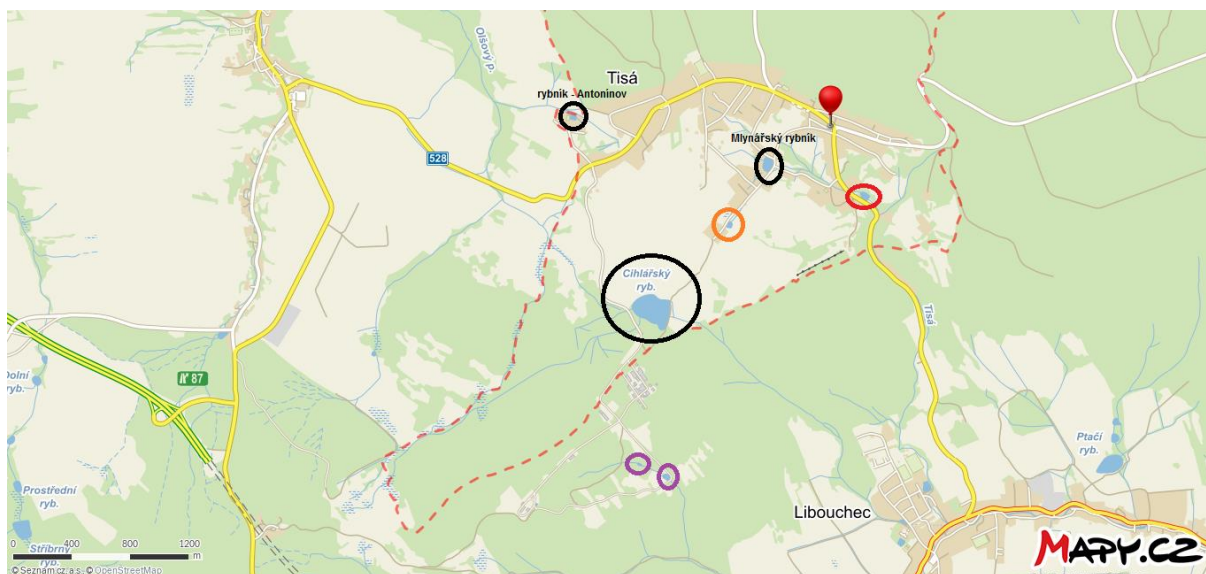 Olšový p.
Tisá
rybník - Antonínov
Mlynářský rybník
528
Cihlářský
ryb.
Tisá
87
Dolní
ryb.
Ptačí
ryb.
Prostřední
ryb.
Libouchec
Stříbrný
ryb.
0 400 800 1200
m
© Seznam.cz, a.s., © OpenStreetMap
MAPY.CZ